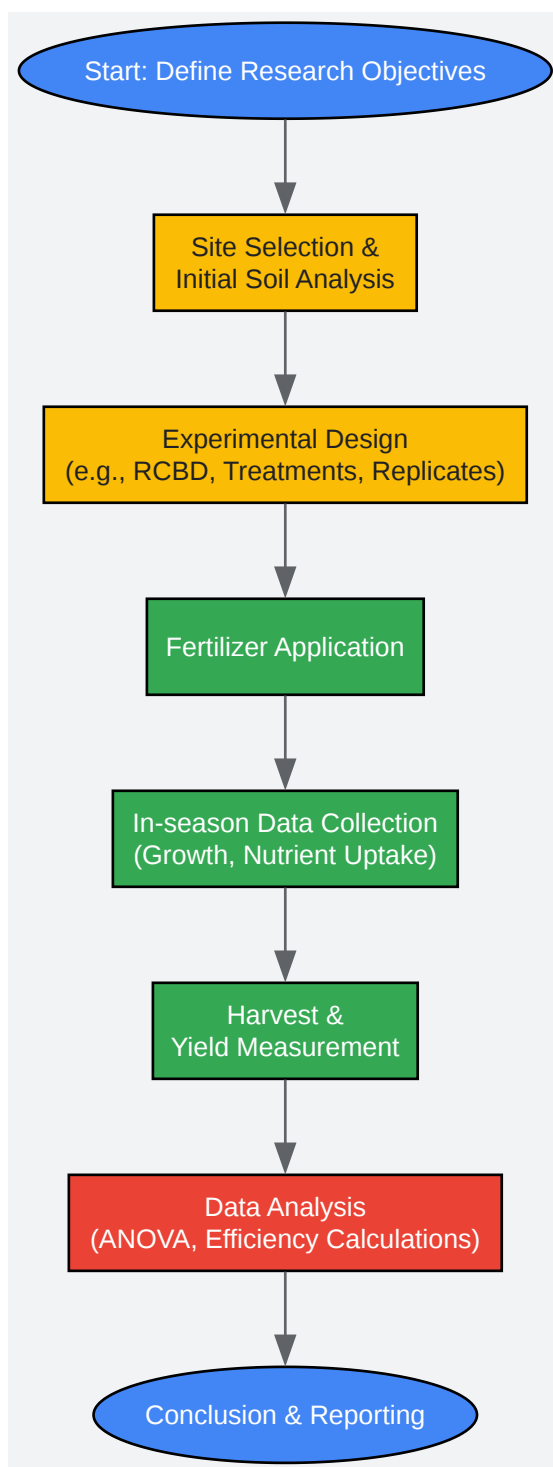 Start: Define Research Objectives
Site Selection &
Initial Soil Analysis
Experimental Design
(e.g., RCBD, Treatments, Replicates)
Fertilizer Application
In-season Data Collection
(Growth, Nutrient Uptake)
Harvest &
Yield Measurement
Data Analysis
(ANOVA, Efficiency Calculations)
Conclusion & Reporting